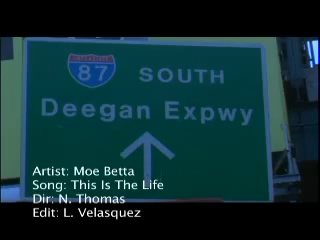 87 SOUTH
Deegan Expwy
Artist: Moe Betta
Song: This Is The Life
Dir: N. Thomas
Edit: L. Velasquez